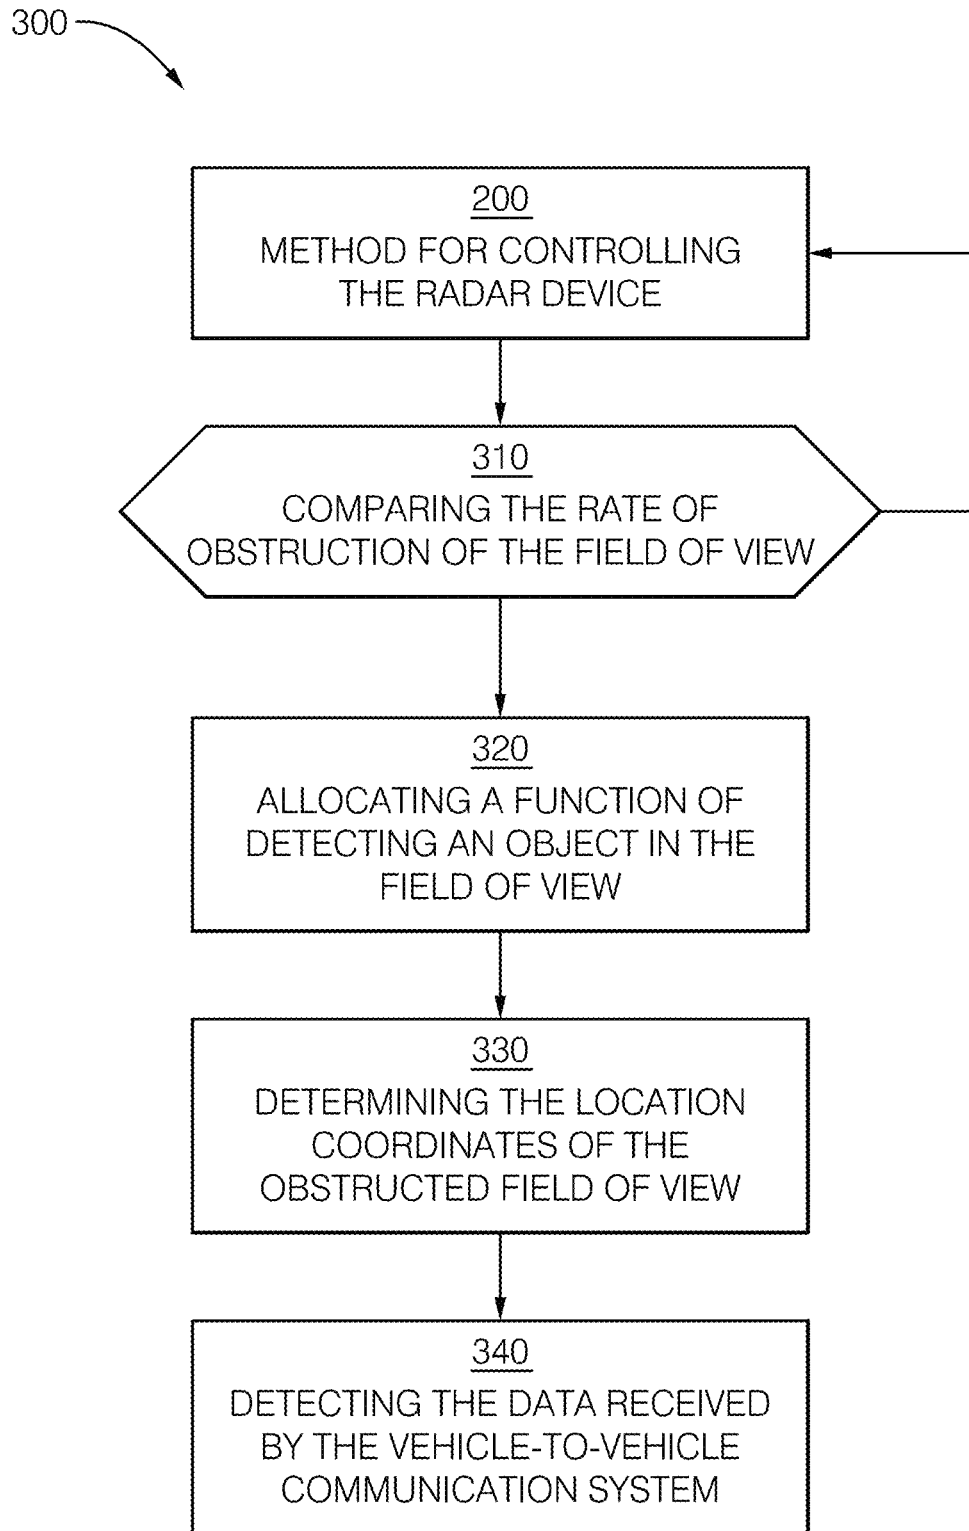 300
200
METHOD FOR CONTROLLING
THE RADAR DEVICE
310
COMPARING THE RATE OF
OBSTRUCTION OF THE FIELD OF VIEW
320
ALLOCATING A FUNCTION OF
DETECTING AN OBJECT IN THE
FIELD OF VIEW
330
DETERMINING THE LOCATION
COORDINATES OF THE
OBSTRUCTED FIELD OF VIEW
340
DETECTING THE DATA RECEIVED
BY THE VEHICLE-TO-VEHICLE
COMMUNICATION SYSTEM